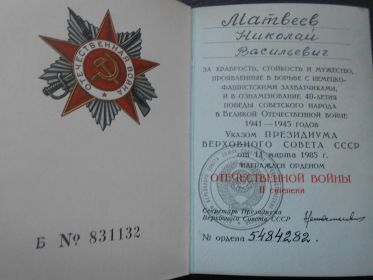 ОТЕЧЕСТВЕННАЯ ВОЙНА
Б № 831132
Матвеев
Николай
Васильевич
ЗА ХРАБРОСТЬ, СТОЙКОСТЬ И МУЖЕСТВО,
ПРОЯВЛЕННЫЕ В БОРЬБЕ С НЕМЕЦКО-
ФАШИСТСКИМИ ЗАХВАТЧИКАМИ,
И В ОЗНАМЕНОВАНИЕ 40-ЛЕТИЯ
ПОБЕДЫ СОВЕТСКОГО НАРОДА
В ВЕЛИКОЙ ОТЕЧЕСТВЕННОЙ ВОЙНЕ
1941—1945 ГОДОВ
Указом ПРЕЗИДИУМА
ВЕРХОВНОГО СОВЕТА СССР
от 11 марта 1985 г.
НАГРАЖДЕН ОРДЕНОМ
ОТЕЧЕСТВЕННОЙ ВОЙНЫ
II степени
Секретарь Президиума
Верховного Совета СССР
№ ордена 5484282.